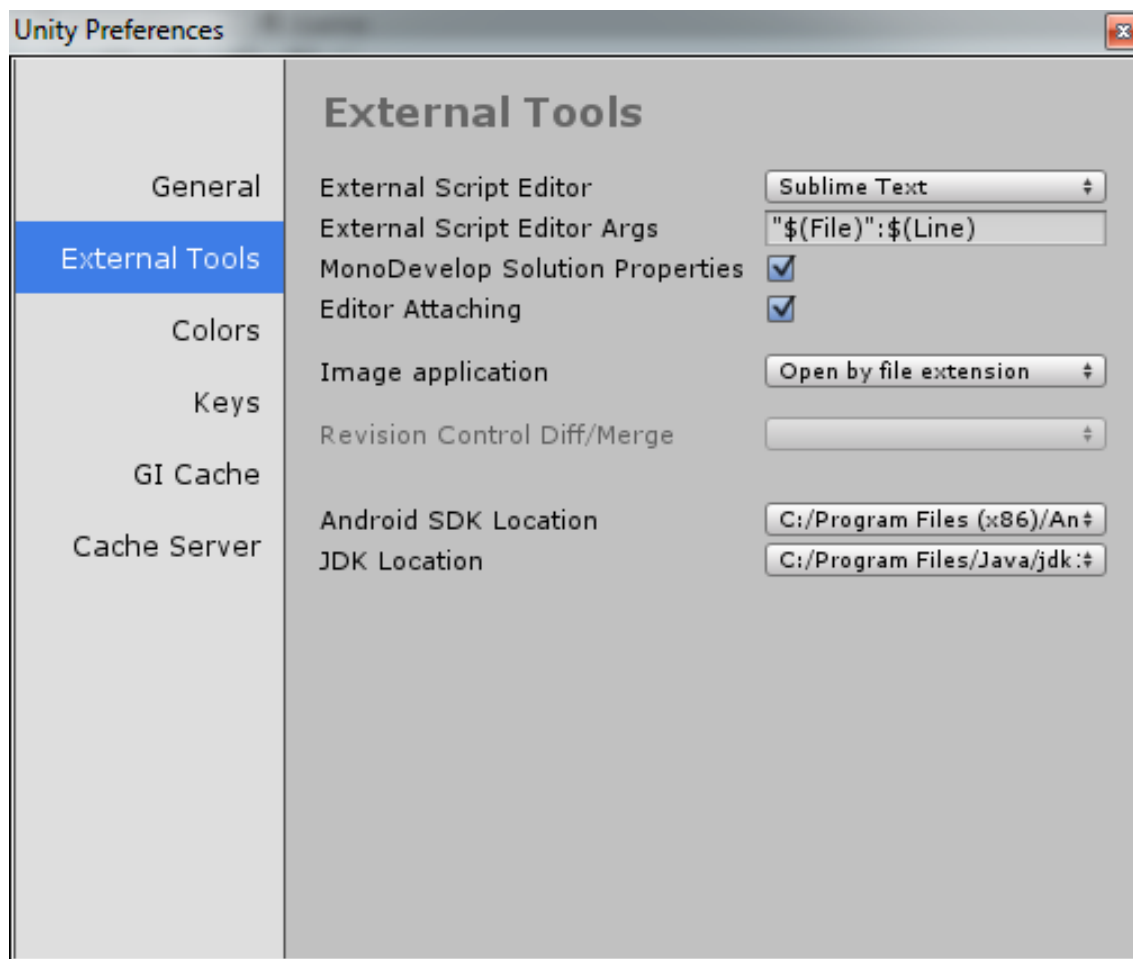 Unity Preferences
External Tools
General
External Tools
Colors
Keys
GI Cache
Cache Server
External Script Editor
Sublime Text
External Script Editor Args
"$(File)":$(Line)
MonoDevelop Solution Properties
Editor Attaching
Image application
Open by file extension
Revision Control Diff/Merge
Android SDK Location
C:/Program Files (x86)/An
JDK Location
C:/Program Files/Java/jdk